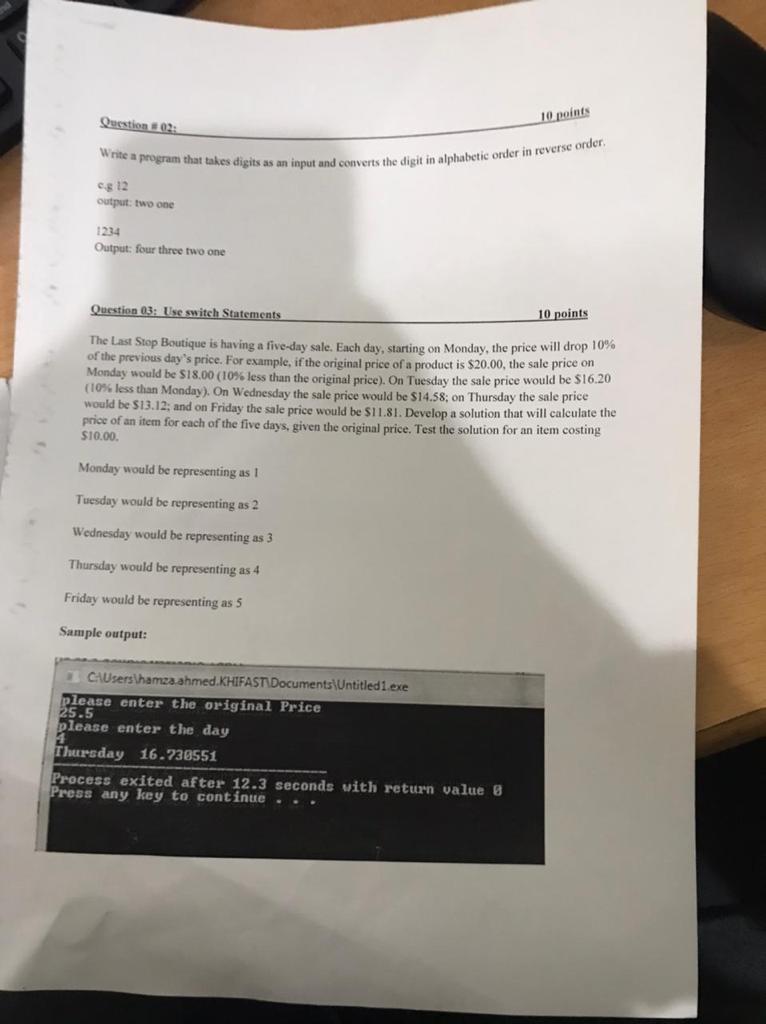 Question # 02:
10 points
Write a program that takes digits as an input and converts the digit in alphabetic order in reverse order.
e.g 12
output: two one
1234
Output: four three two one
Question 03: Use switch Statements
10 points
The Last Stop Boutique is having a five-day sale. Each day, starting on Monday, the price will drop 10%
of the previous day's price. For example, if the original price of a product is $20.00, the sale price on
Monday would be $18.00 (10% less than the original price). On Tuesday the sale price would be $16.20
(10% less than Monday). On Wednesday the sale price would be $14.58; on Thursday the sale price
would be $13.12; and on Friday the sale price would be $11.81. Develop a solution that will calculate the
price of an item for each of the five days, given the original price. Test the solution for an item costing
$10.00.
Monday would be representing as 1
Tuesday would be representing as 2
Wednesday would be representing as 3
Thursday would be representing as 4
Friday would be representing as 5
Sample output:
C:\Users\hamza.ahmed.KHIFAST\Documents\Untitled1.exe
please enter the original Price
25.5
please enter the day
4
Thursday 16.730551
Process exited after 12.3 seconds with return value 0
Press any key to continue . . .